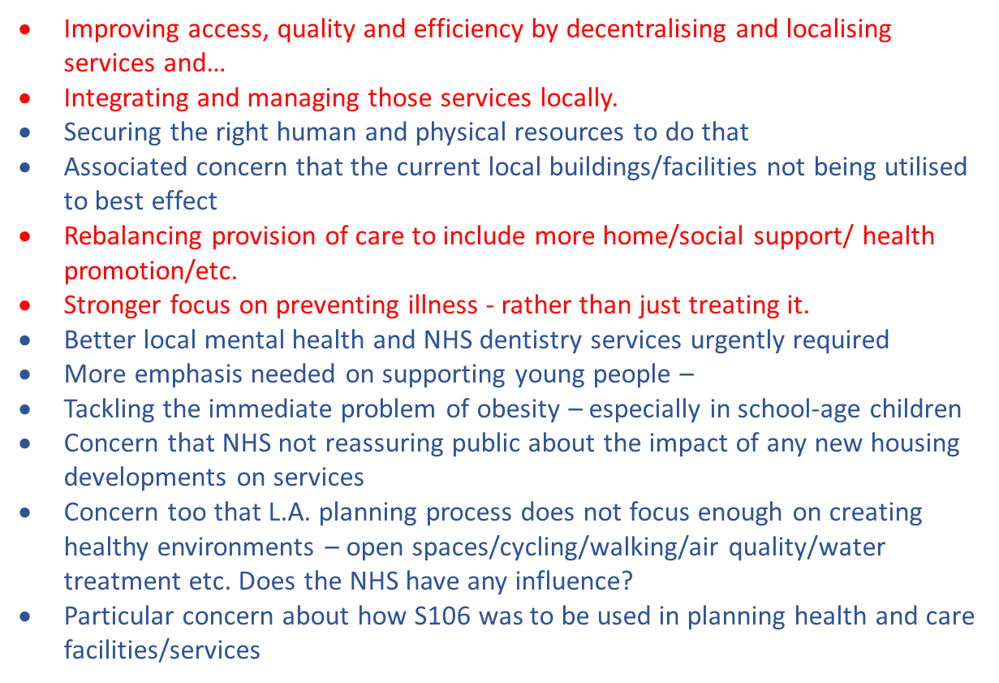 • Improving access, quality and efficiency by decentralising and localising
services and…
• Integrating and managing those services locally.
• Securing the right human and physical resources to do that
• Associated concern that the current local buildings/facilities not being utilised
to best effect
• Rebalancing provision of care to include more home/social support/ health
promotion/etc.
• Stronger focus on preventing illness - rather than just treating it.
• Better local mental health and NHS dentistry services urgently required
• More emphasis needed on supporting young people –
• Tackling the immediate problem of obesity – especially in school-age children
• Concern that NHS not reassuring public about the impact of any new housing
developments on services
• Concern too that L.A. planning process does not focus enough on creating
healthy environments – open spaces/cycling/walking/air quality/water
treatment etc. Does the NHS have any influence?
• Particular concern about how S106 was to be used in planning health and care
facilities/services